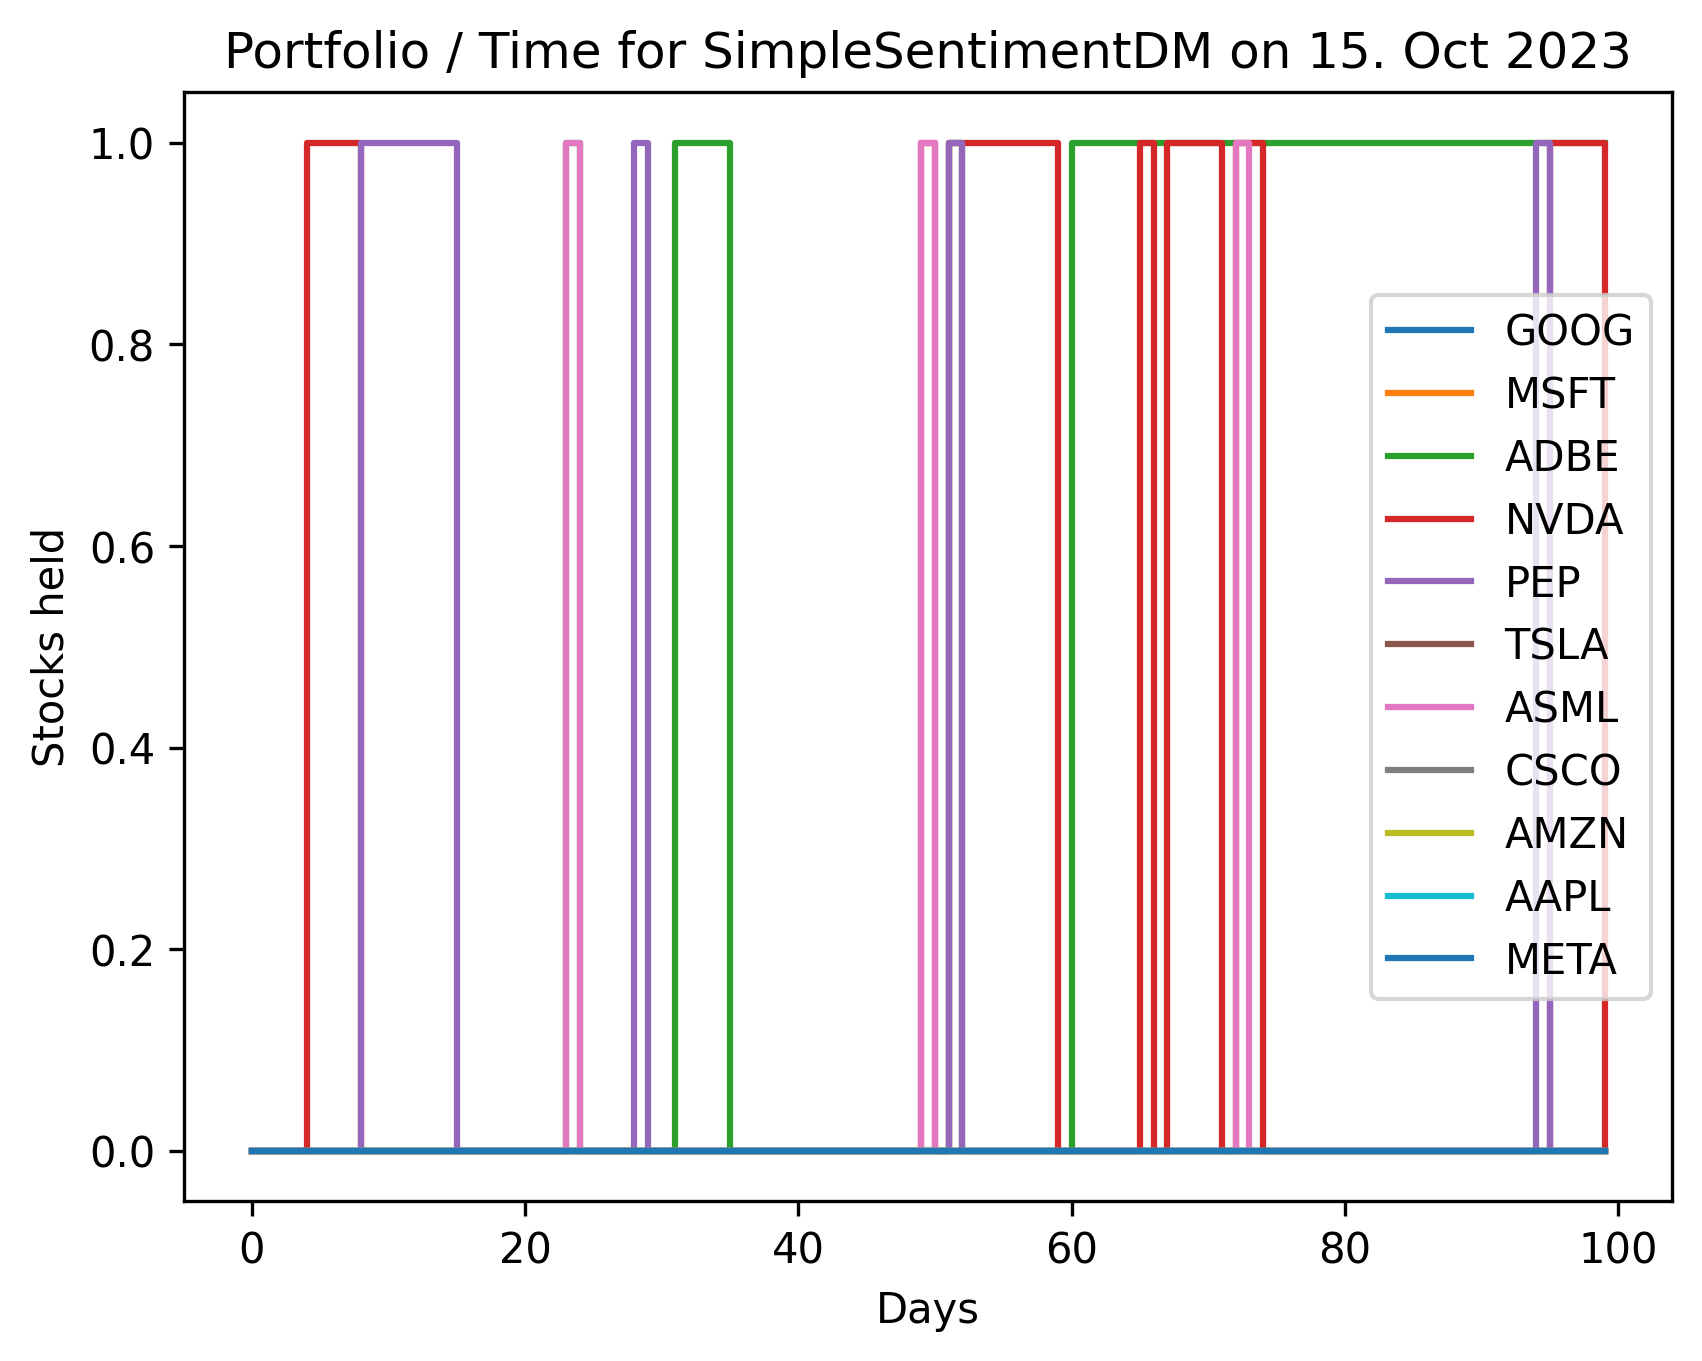 Portfolio / Time for SimpleSentimentDM on 15. Oct 2023
Stocks held
1.0
0.8
0.6
0.4
0.2
0.0
GOOG
MSFT
ADBE
NVDA
PEP
TSLA
ASML
CSCO
AMZN
AAPL
META
0 20 40 60 80 100
Days